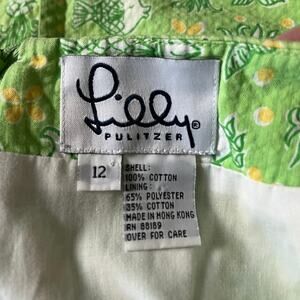 Lilly®
PULITZER
12
SHELL:
100% COTTON
LINING:
65% POLYESTER
35% COTTON
MADE IN HONG KONG
RN 88189
OVER FOR CARE